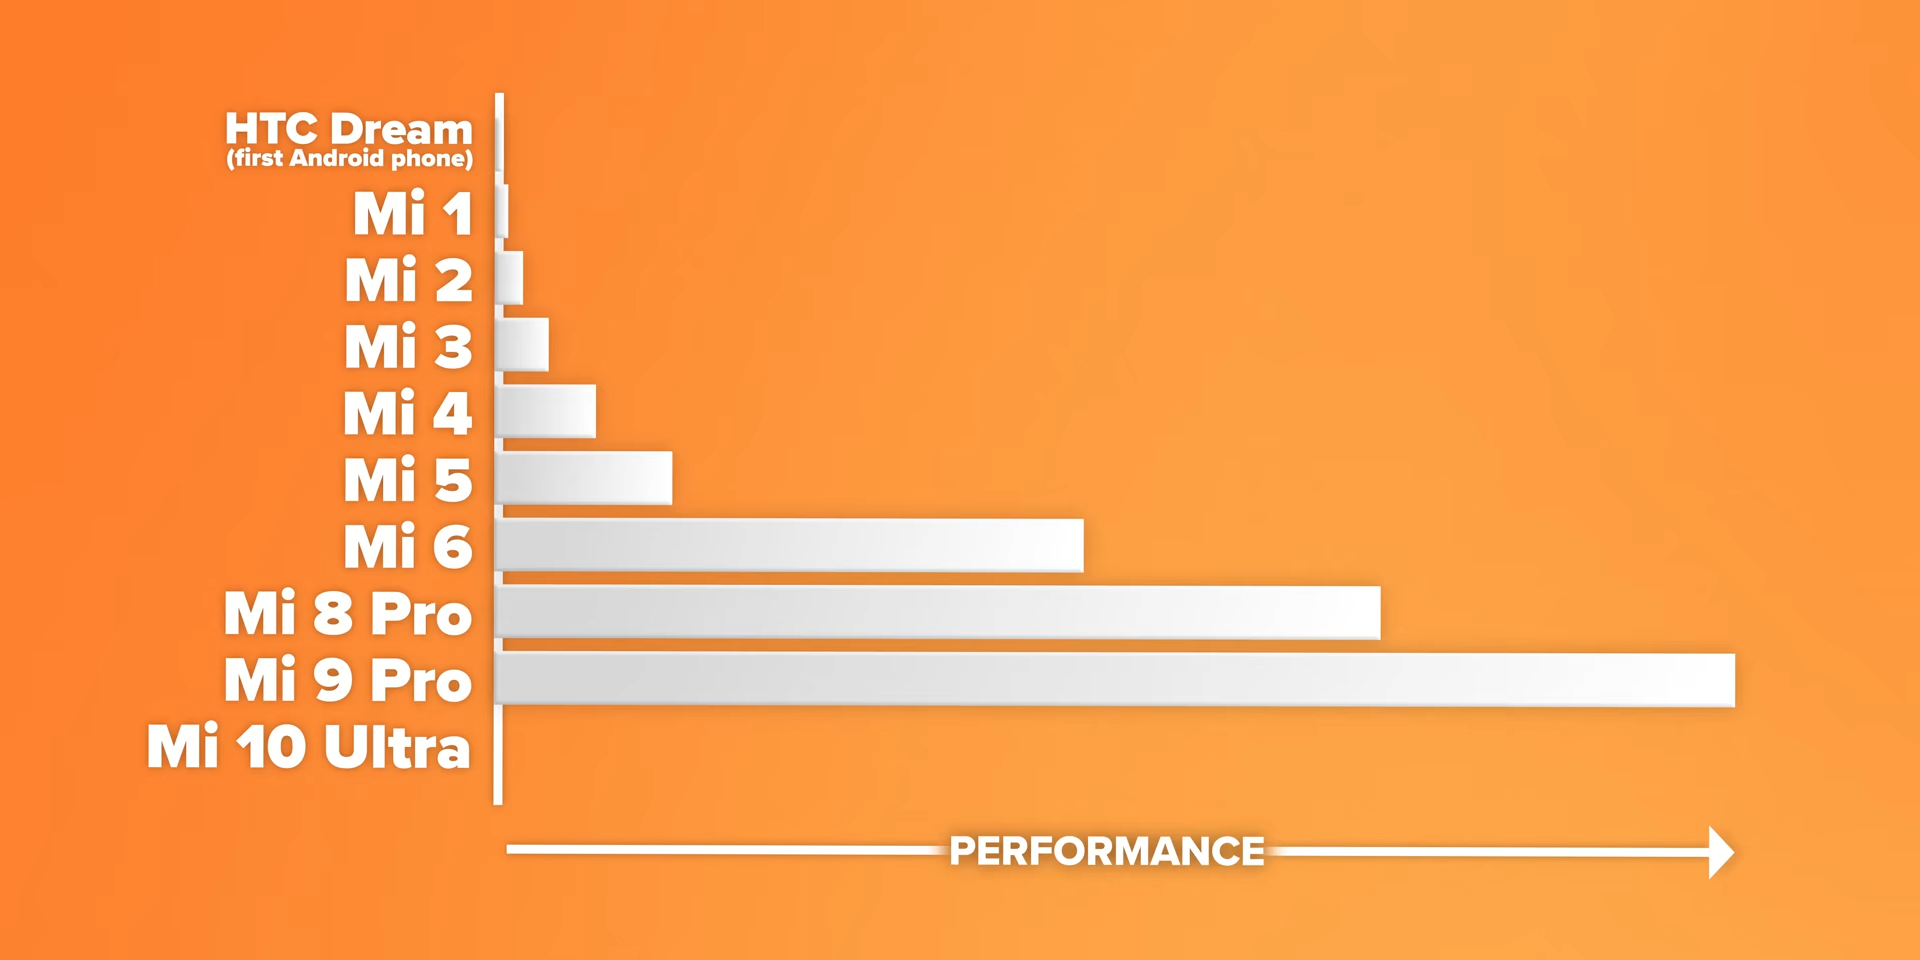 HTC Dream
(first Android phone)
Mi 1
Mi 2
Mi 3
Mi 4
Mi 5
Mi 6
Mi 8 Pro
Mi 9 Pro
Mi 10 Ultra
PERFORMANCE